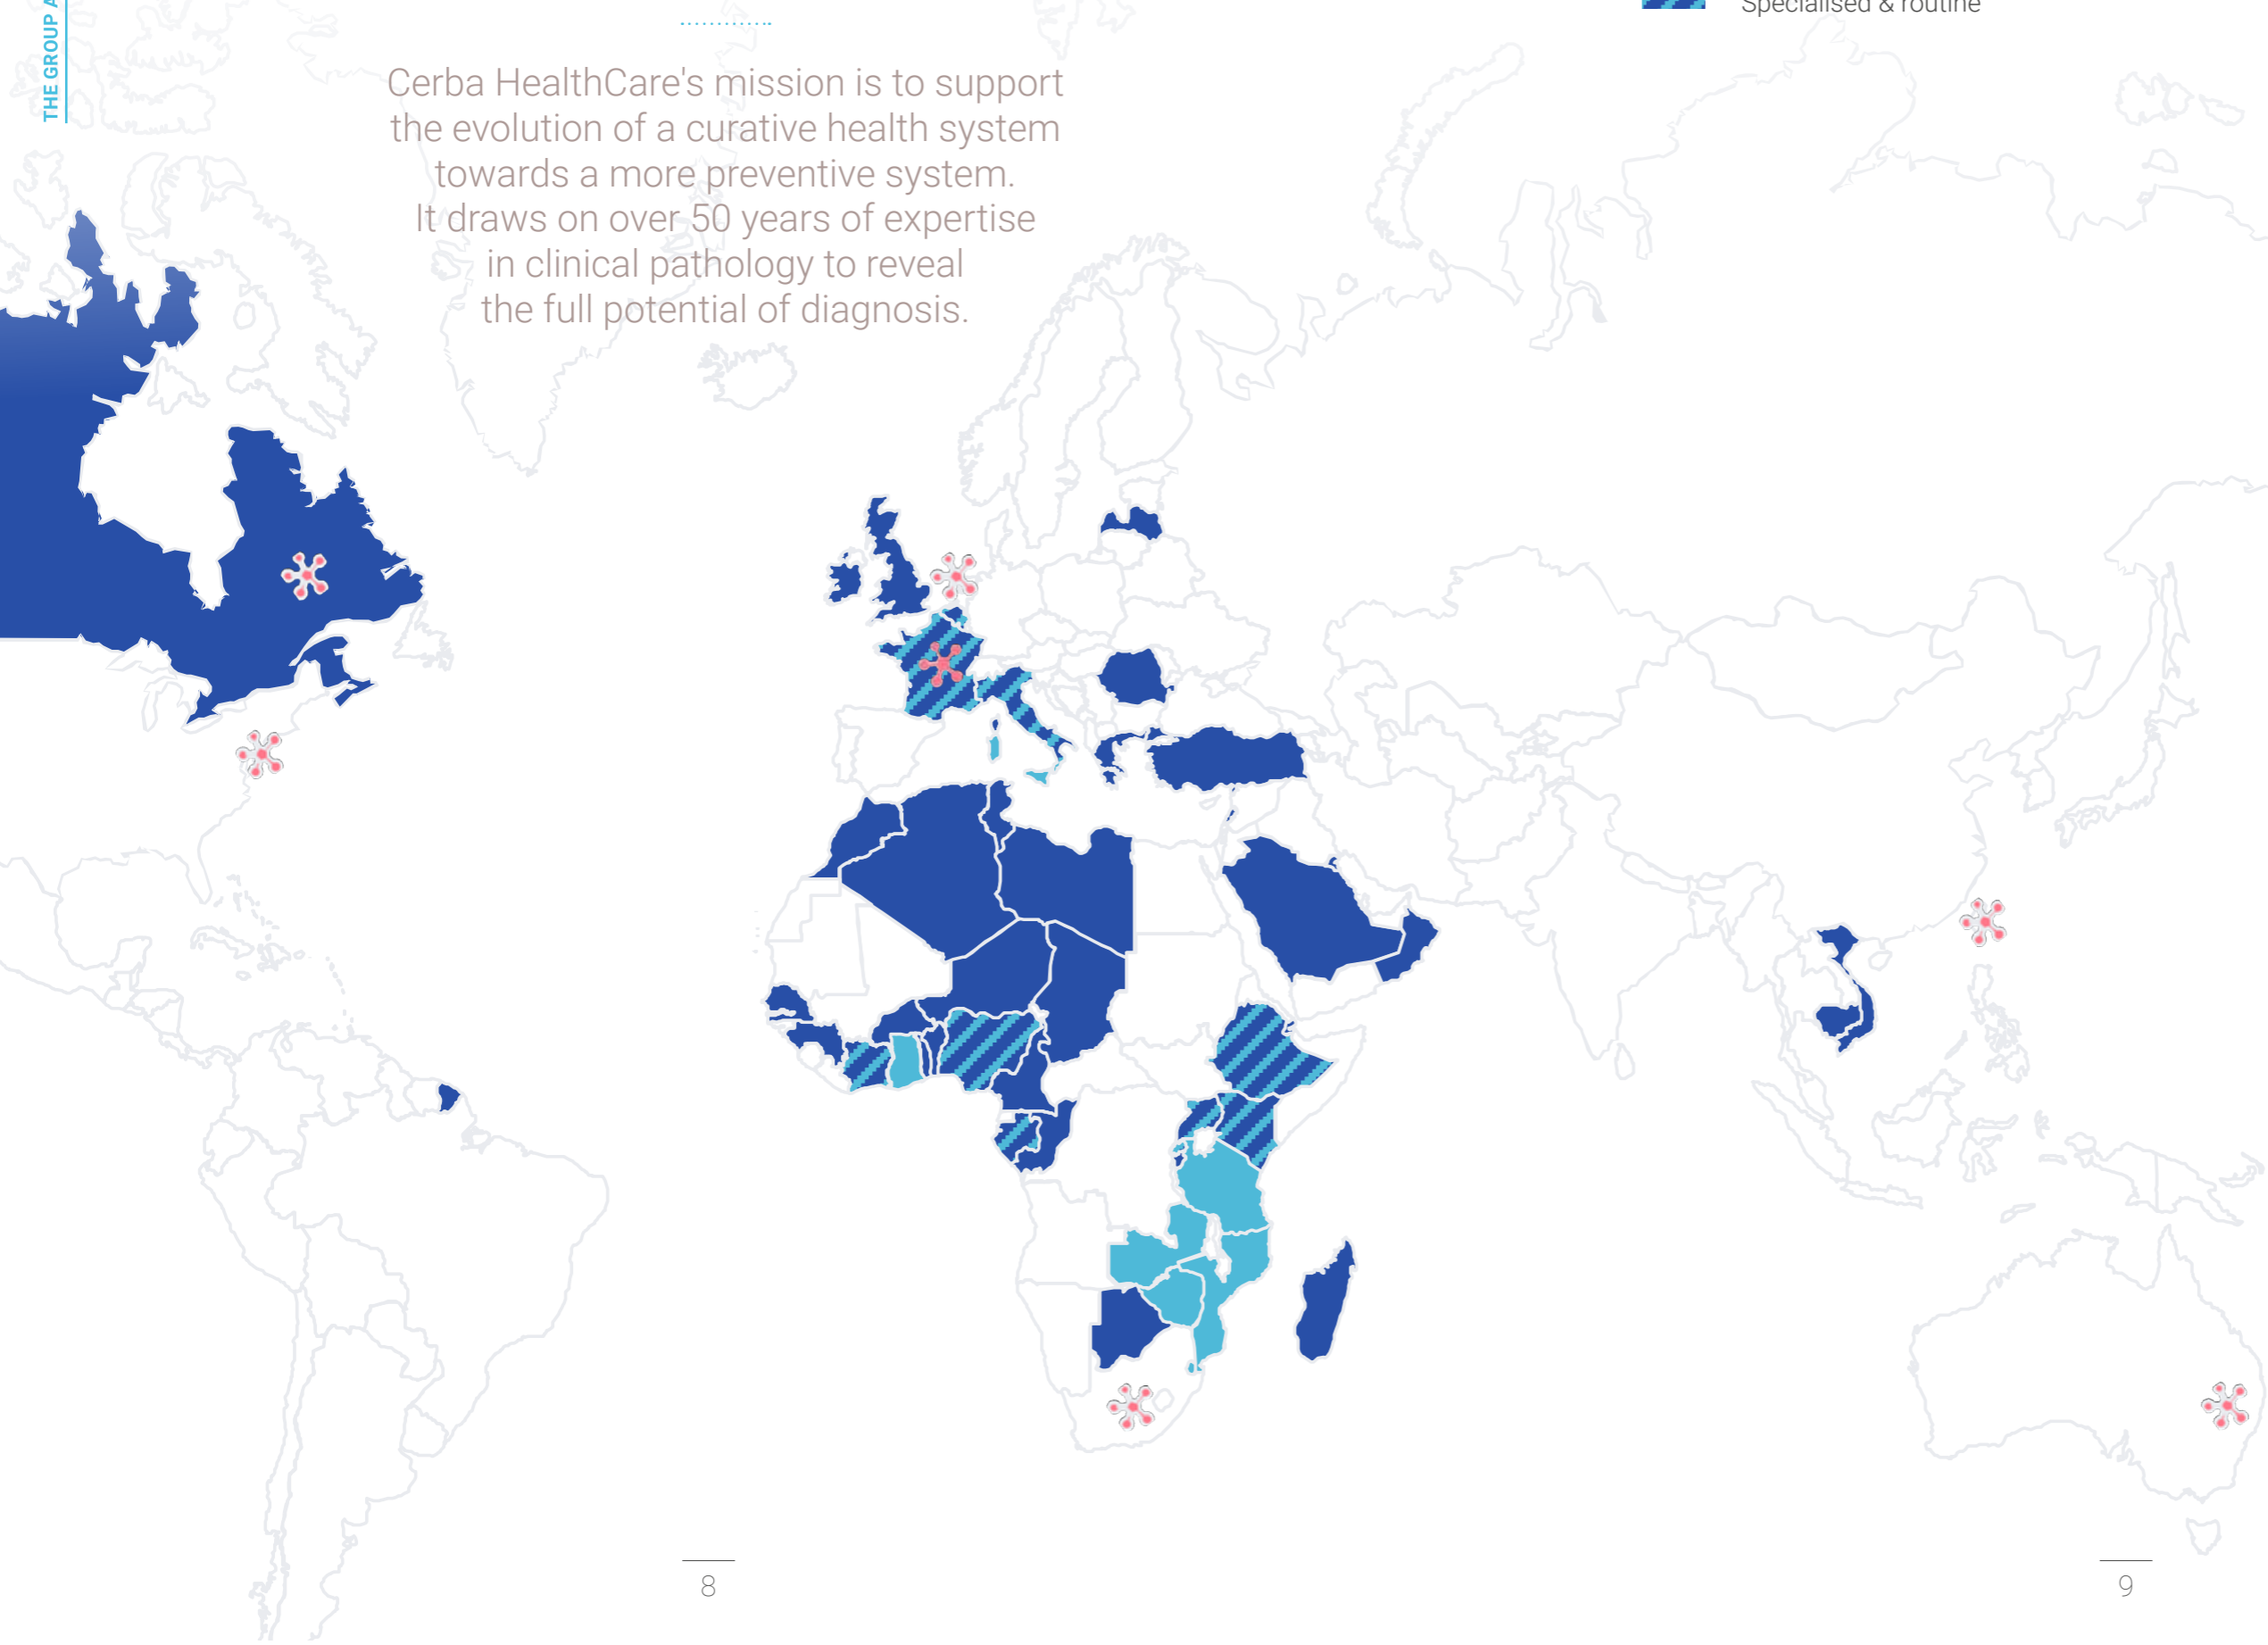 THE GROUP A
Specialised & routine
Cerba HealthCare's mission is to support
the evolution of a curative health system
towards a more preventive system.
It draws on over 50 years of expertise
in clinical pathology to reveal
the full potential of diagnosis.
8
9